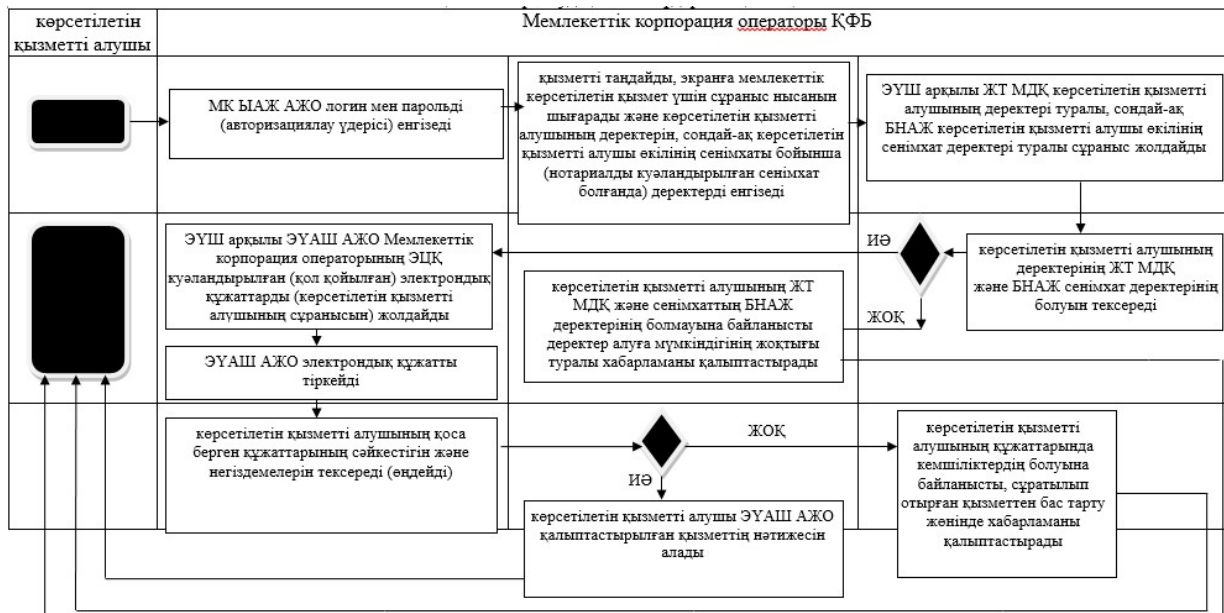 көрсетілетін
қызметті алушы
Мемлекеттік корпорация операторы ҚФБ
МК ЫАЖ АЖО логин мен парольді
(авторизациялау үдерісі) енгізеді
қызметті таңдайды, экранға мемлекеттік
көрсетілетін қызмет үшін сұраныс нысанын
шығарады және көрсетілетін қызметті
алушының деректерін, сондай-ақ көрсетілетін
қызметті алушы өкілінің сенімхаты бойынша
(нотариалды куәландырылған сенімхат
болғанда) деректерді енгізеді
ЭҮШ арқылы ЖТ МДҚ көрсетілетін қызметті
алушының деректері туралы, сондай-ақ
БНАЖ көрсетілетін қызметті алушы өкілінің
сенімхат деректері туралы сұраныс жолдайды
ЭҮШ арқылы ЭҮАШ АЖО Мемлекеттік
корпорация операторының ЭЦҚ
куәландырылған (қол қойылған) электрондық
құжаттарды (көрсетілетін қызметті
алушының сұранысын) жолдайды
ИӘ
көрсетілетін қызметті алушының
деректерінің ЖТ МДҚ
және БНАЖ сенімхат деректерінің
болуын тексереді
көрсетілетін қызметті алушының ЖТ
МДҚ және сенімхаттың БНАЖ
деректерінің болмауына байланысты
деректер алуға мүмкіндігінің жоқтығы
туралы хабарламаны қалыптастырады
ЖОҚ
ЭҮАШ АЖО электрондық құжатты
тіркейді
көрсетілетін қызметті алушының қоса
берген құжаттарының сәйкестігін және
негіздемелерін тексереді (өңдейді)
ЖОҚ
ИӘ
көрсетілетін қызметті
алушының құжаттарында
кемшіліктердің болуына
байланысты, сұратылып
отырған қызметтен бас тарту
жөнінде хабарламаны
қалыптастырады
көрсетілетін қызметті алушы ЭҮАШ АЖО
қалыптастырылған қызметтің нәтижесін
алады